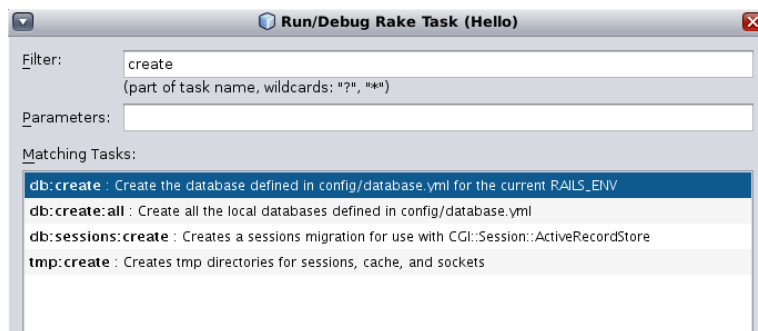 Run/Debug Rake Task (Hello)
Filter: create
(part of task name, wildcards: "?", "*")
Parameters:
Matching Tasks:
db:create : Create the database defined in config/database.yml for the current RAILS_ENV
db:create:all : Create all the local databases defined in config/database.yml
db:sessions:create : Creates a sessions migration for use with CGI::Session::ActiveRecordStore
tmp:create : Creates tmp directories for sessions, cache, and sockets